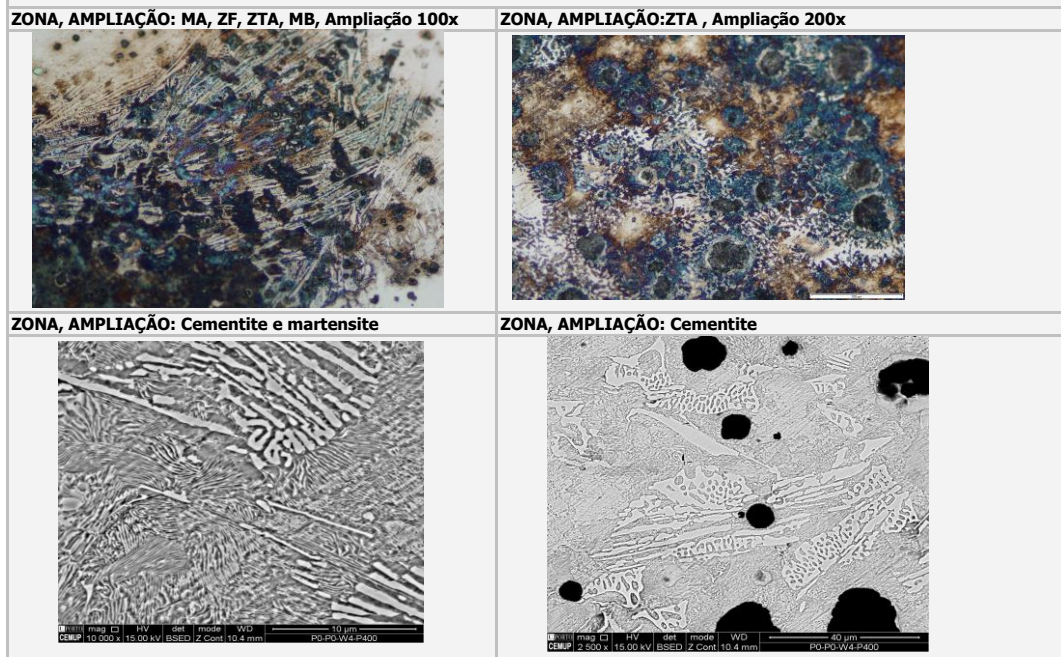 ZONA, AMPLIAÇÃO: MA, ZF, ZTA, MB, Ampliação 100x
ZONA, AMPLIAÇÃO:ZTA , Ampliação 200x
ZONA, AMPLIAÇÃO: Cementite e martensite
ZONA, AMPLIAÇÃO: Cementite
mag HV det mode WD 10 µm
CEMUP 10 000 x 15.00 kV BSED Z Cont 10.4 mm P0-P0-W4-P400
mag HV det mode WD 40 µm
CEMUP 2 500 x 15.00 kV BSED Z Cont 10.4 mm P0-P0-W4-P400